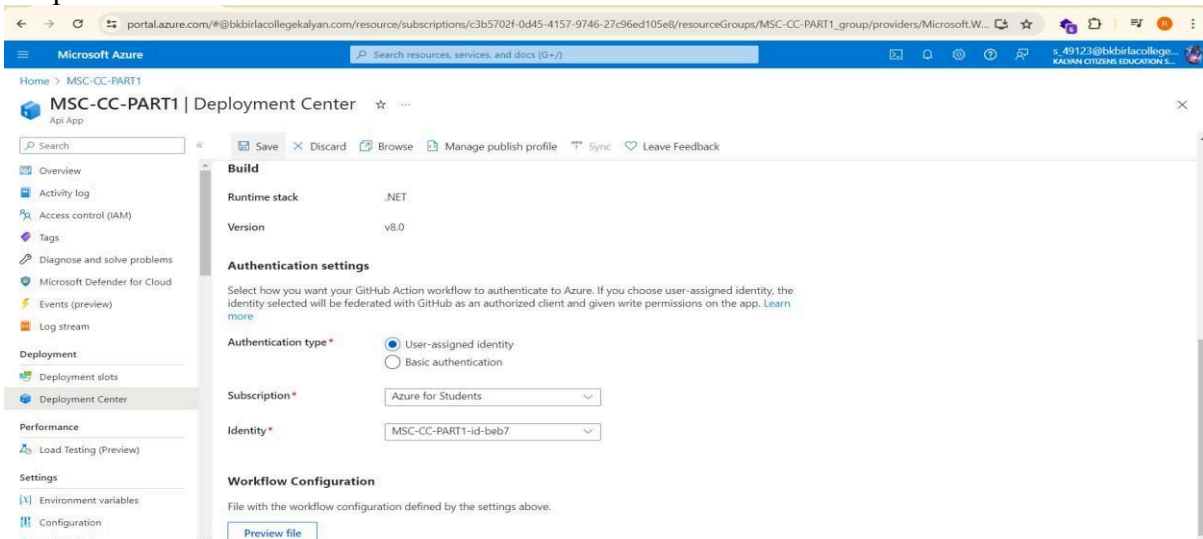 portal.azure.com/#@bkbirlacollegekalyan.com/resource/subscriptions/c3b5702f-0d45-4157-9746-27c96ed105e8/resourceGroups/MSC-CC-PART1_group/providers/Microsoft.W...
Microsoft Azure
Search resources, services, and docs (G+/)
s_49123@bkbirlacollege...
KALYAN CITIZENS EDUCATION S...
Home > MSC-CC-PART1
MSC-CC-PART1 | Deployment Center
Api App
Search
Save Discard Browse Manage publish profile Sync Leave Feedback
Overview
Activity log
Access control (IAM)
Tags
Diagnose and solve problems
Microsoft Defender for Cloud
Events (preview)
Log stream
Deployment
Deployment slots
Deployment Center
Performance
Load Testing (Preview)
Settings
Environment variables
Configuration
Build
Runtime stack .NET
Version v8.0
Authentication settings
Select how you want your GitHub Action workflow to authenticate to Azure. If you choose user-assigned identity, the
identity selected will be federated with GitHub as an authorized client and given write permissions on the app. Learn
more
Authentication type* User-assigned identity
Basic authentication
Subscription* Azure for Students
Identity* MSC-CC-PART1-id-beb7
Workflow Configuration
File with the workflow configuration defined by the settings above.
Preview file